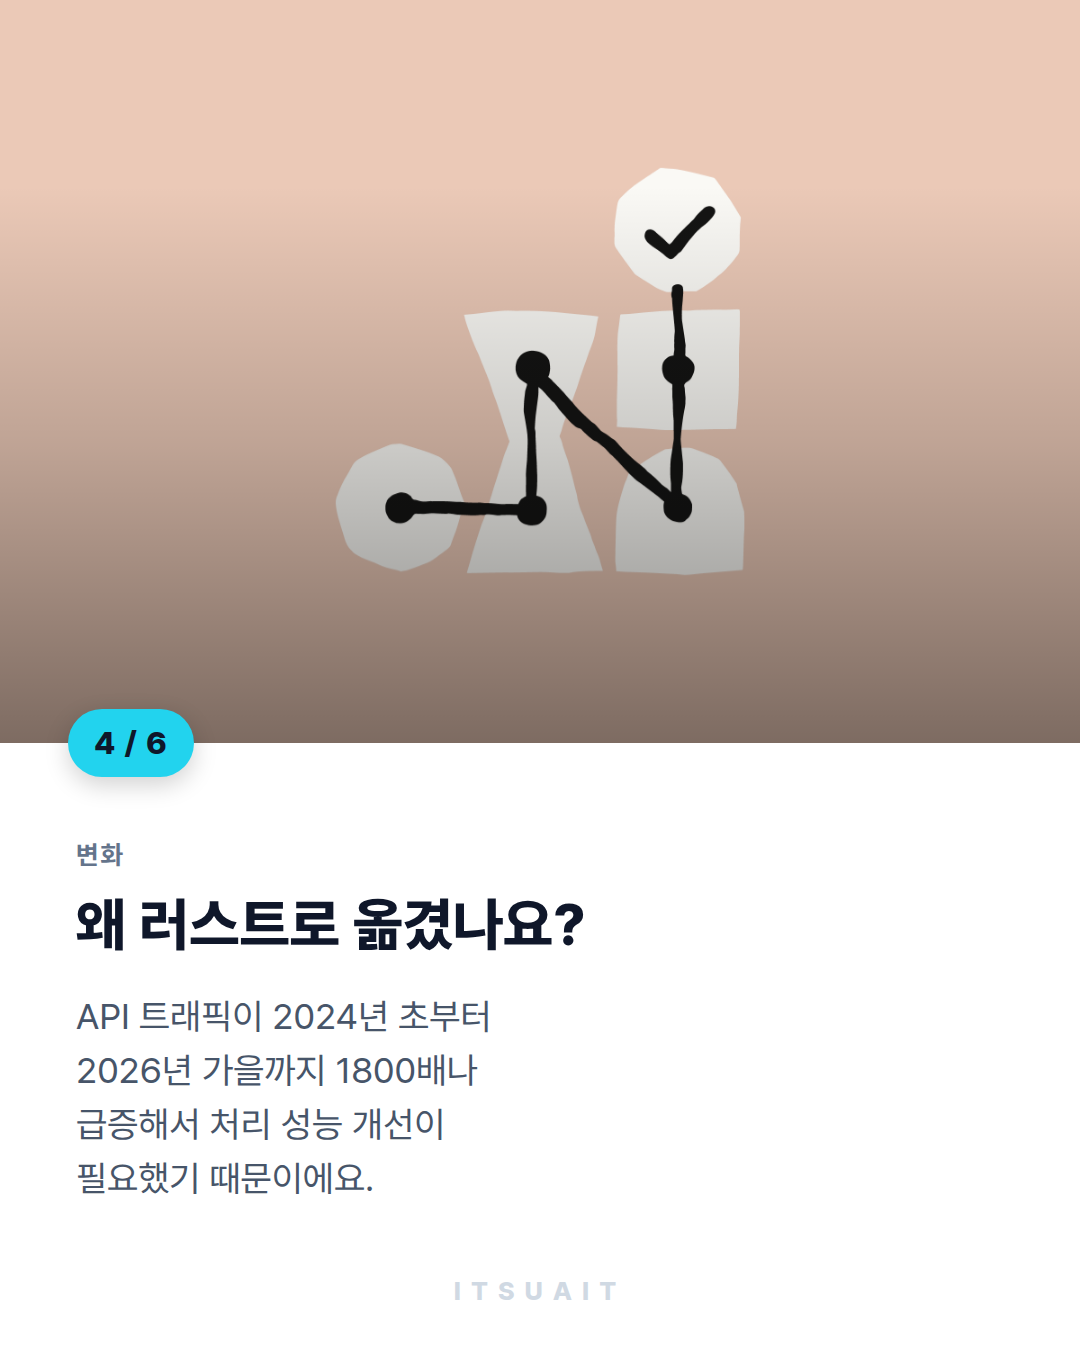 4 / 6
변화
왜 러스트로 옮겼나요?
API 트래픽이 2024년 초부터
2026년 가을까지 1800배나
급증해서 처리 성능 개선이
필요했기 때문이에요.
ITSUAIT